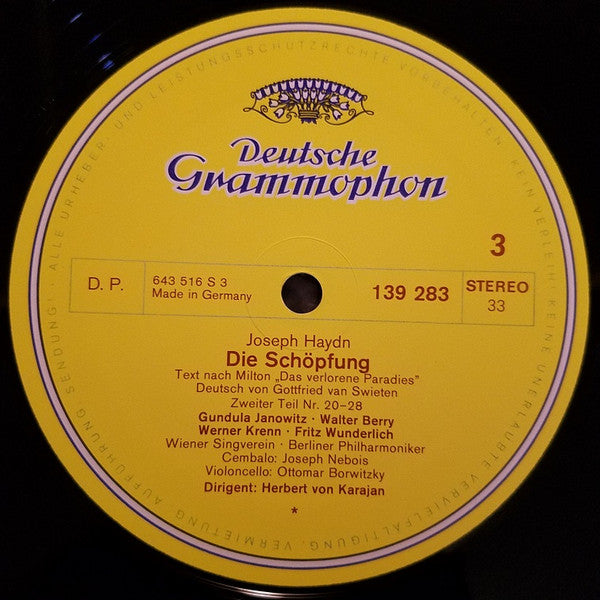 ALLE URHEBER- UND LEISTUNGSSCHUTZRECHTE VORBEHALTEN · KEIN VERLEIH! · KEINE UNERLAUBTE VERVIELFÄLTIGUNG, VERMIETUNG, AUFFÜHRUNG, SENDUNG! ·
Deutsche
Grammophon
3
D. P.
643 516 S 3
Made in Germany
139 283
STEREO
33
Joseph Haydn
Die Schöpfung
Text nach Milton „Das verlorene Paradies”
Deutsch von Gottfried van Swieten
Zweiter Teil Nr. 20–28
Gundula Janowitz · Walter Berry
Werner Krenn · Fritz Wunderlich
Wiener Singverein · Berliner Philharmoniker
Cembalo: Joseph Nebois
Violoncello: Ottomar Borwitzky
Dirigent: Herbert von Karajan
*